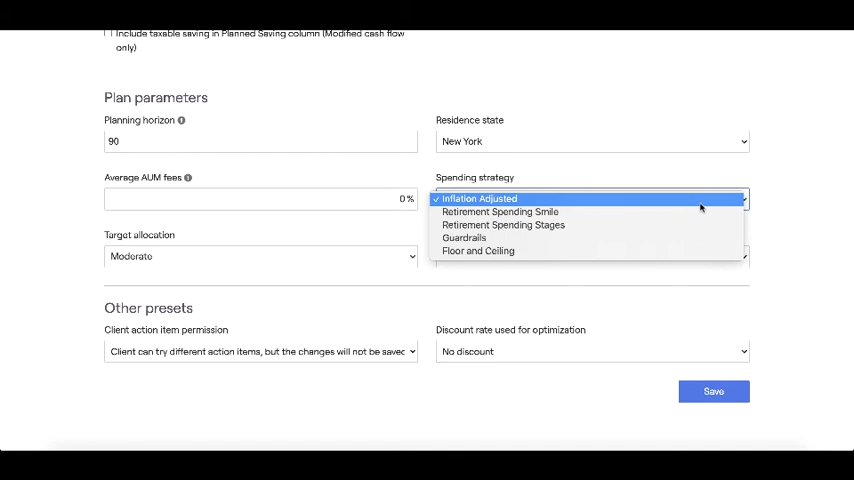 Include taxable saving in Planned Saving column (Modified cash flow
only)
Plan parameters
Planning horizon
Residence state
90
New York
Average AUM fees
Spending strategy
0 %
✓ Inflation Adjusted
Retirement Spending Smile
Retirement Spending Stages
Guardrails
Floor and Ceiling
Target allocation
Moderate
Other presets
Client action item permission
Discount rate used for optimization
Client can try different action items, but the changes will not be saved
No discount
Save